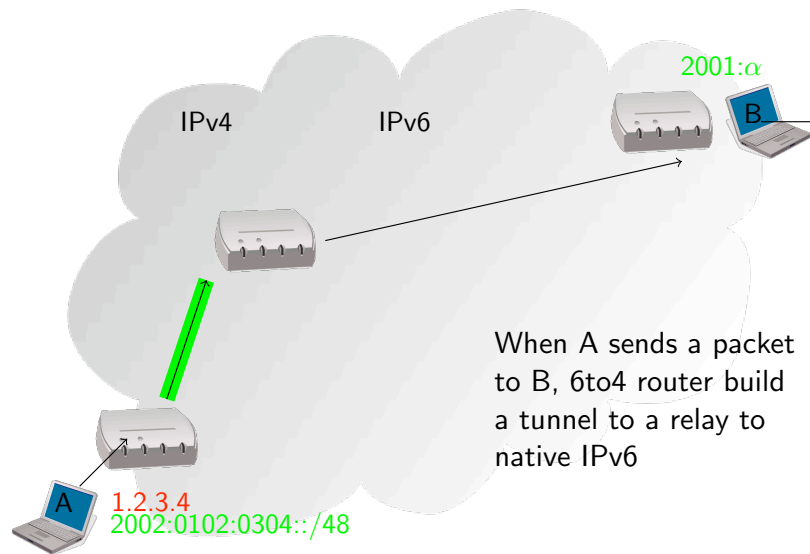 2001:α
B
IPv4
IPv6
When A sends a packet
to B, 6to4 router build
a tunnel to a relay to
native IPv6
A
1.2.3.4
2002:0102:0304::/48